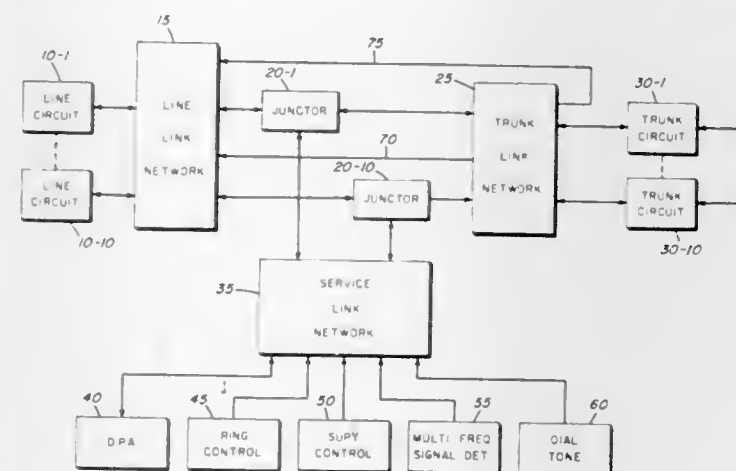 15
75
10-1
20-1
25
30-1
LINE
CIRCUIT
LINE
LINK
NETWORK
JUNCTOR
TRUNK
LINK
NETWORK
TRUNK
CIRCUIT
70
20-10
LINE
CIRCUIT
JUNCTOR
TRUNK
CIRCUIT
10-10
30-10
35
SERVICE
LINK
NETWORK
40
45
50
55
60
D.P.A.
RING
CONTROL
SUPY
CONTROL
MULTI FREQ
SIGNAL DET
DIAL
TONE